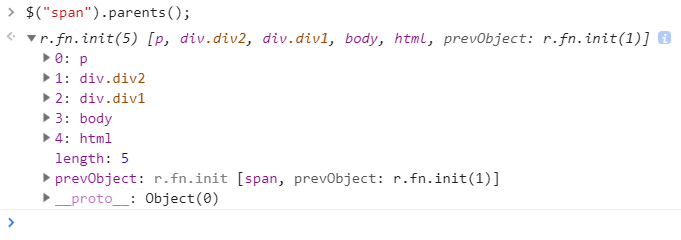 $("span").parents();
r.fn.init(5) [p, div.div2, div.div1, body, html, prevObject: r.fn.init(1)]
0: p
1: div.div2
2: div.div1
3: body
4: html
length: 5
prevObject: r.fn.init [span, prevObject: r.fn.init(1)]
__proto__: Object(0)